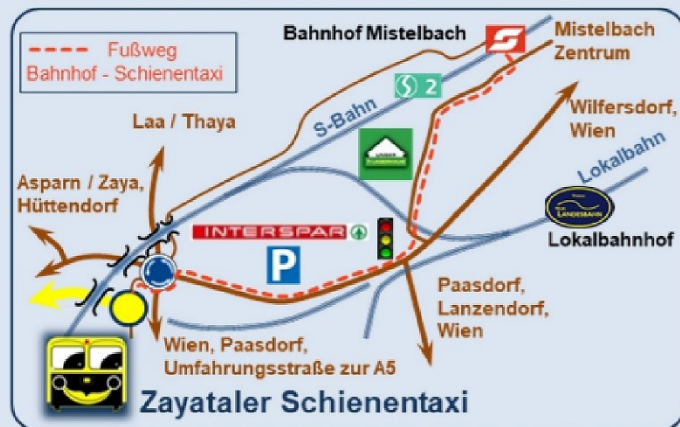 Fußweg
Bahnhof - Schienentaxi
Bahnhof Mistelbach
Mistelbach
Zentrum
S 2
S-Bahn
Laa / Thaya
Wilfersdorf,
Wien
Lokalbahn
Asparn / Zaya,
Hüttendorf
LANDESBAHN
Lokalbahnhof
INTERSPAR
P
Paasdorf,
Lanzendorf,
Wien
Wien, Paasdorf,
Umfahrungsstraße zur A5
Zayataler Schienentaxi